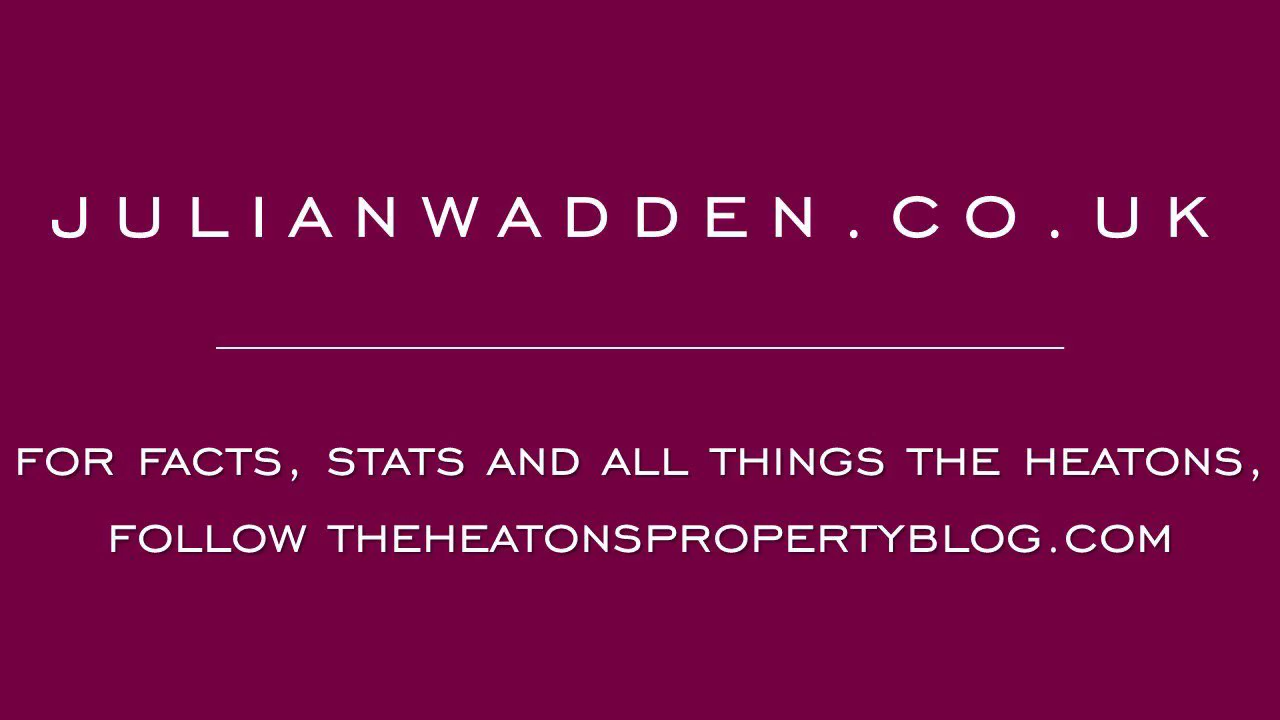 JULIANWADDEN.CO.UK
FOR FACTS, STATS AND ALL THINGS THE HEATONS,
FOLLOW THEHEATONSPROPERTYBLOG.COM